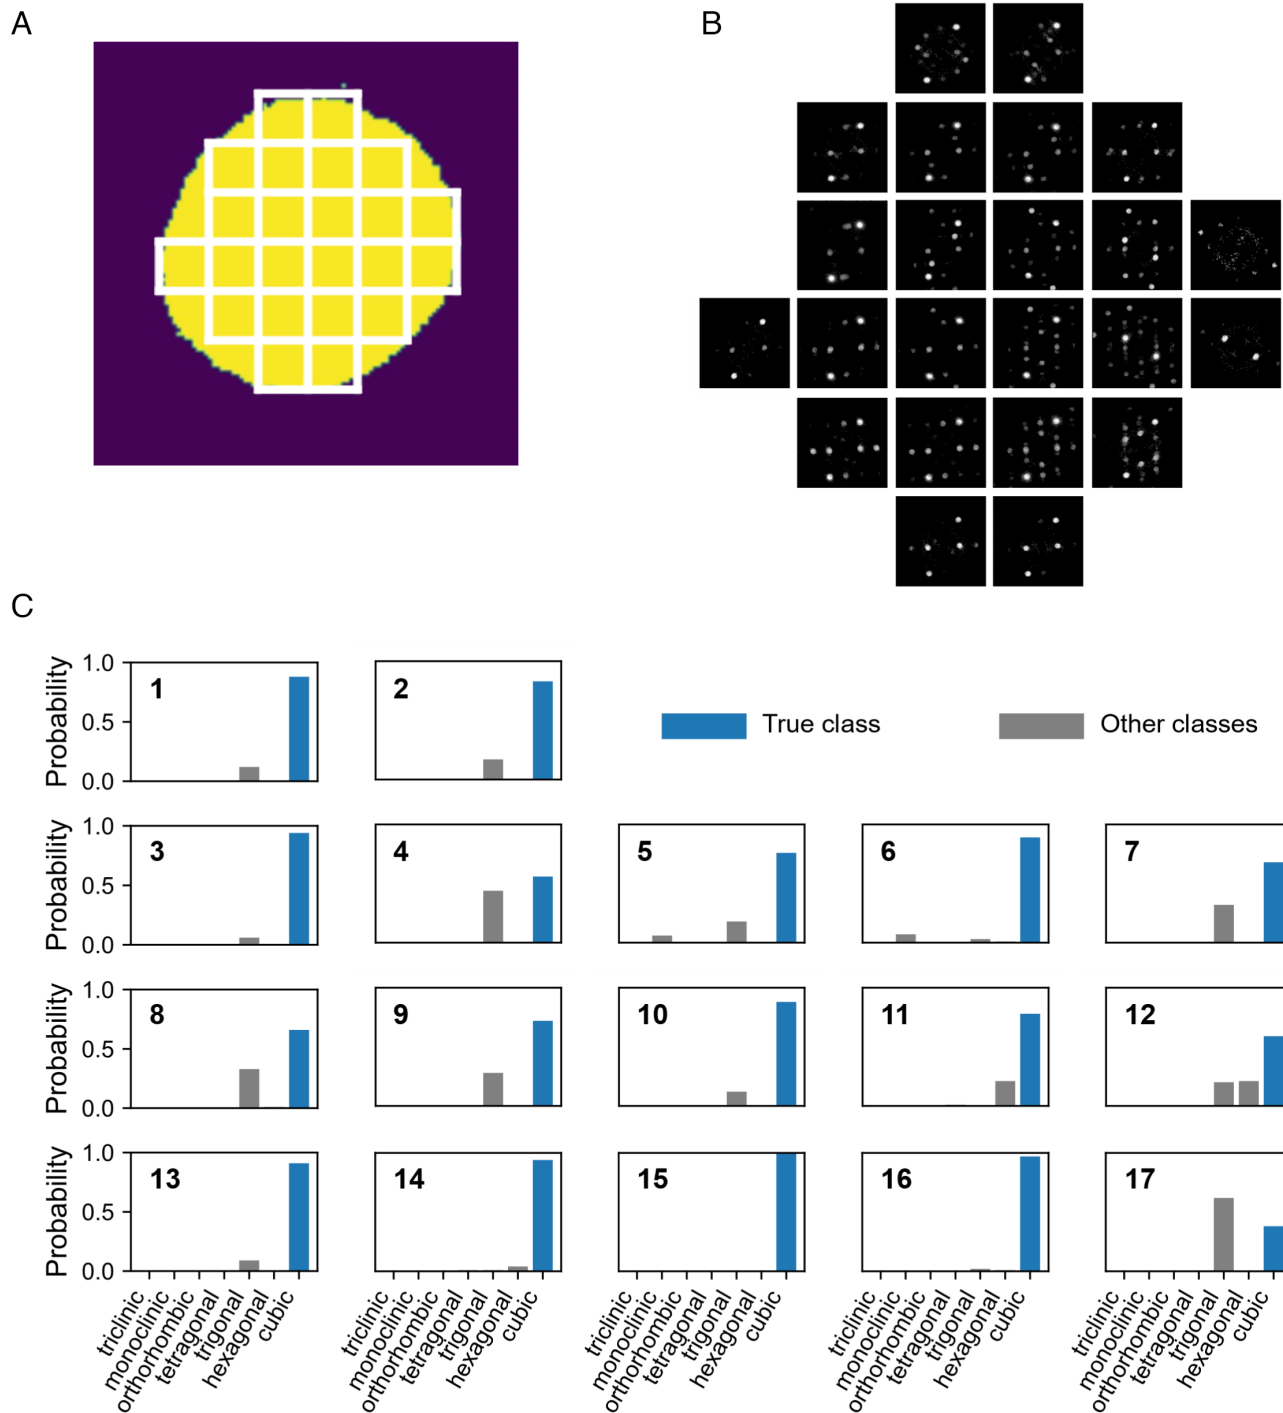 A
B
C
Probability
1.0
0.5
0.0
1
2
True class
Other classes
Probability
1.0
0.5
0.0
3
4
5
6
7
Probability
1.0
0.5
0.0
8
9
10
11
12
Probability
1.0
0.5
0.0
13
14
15
16
17
triclinic
monoclinic
orthorhombic
tetragonal
trigonal
hexagonal
cubic
triclinic
monoclinic
orthorhombic
tetragonal
trigonal
hexagonal
cubic
triclinic
monoclinic
orthorhombic
tetragonal
trigonal
hexagonal
cubic
triclinic
monoclinic
orthorhombic
tetragonal
trigonal
hexagonal
cubic
triclinic
monoclinic
orthorhombic
tetragonal
trigonal
hexagonal
cubic